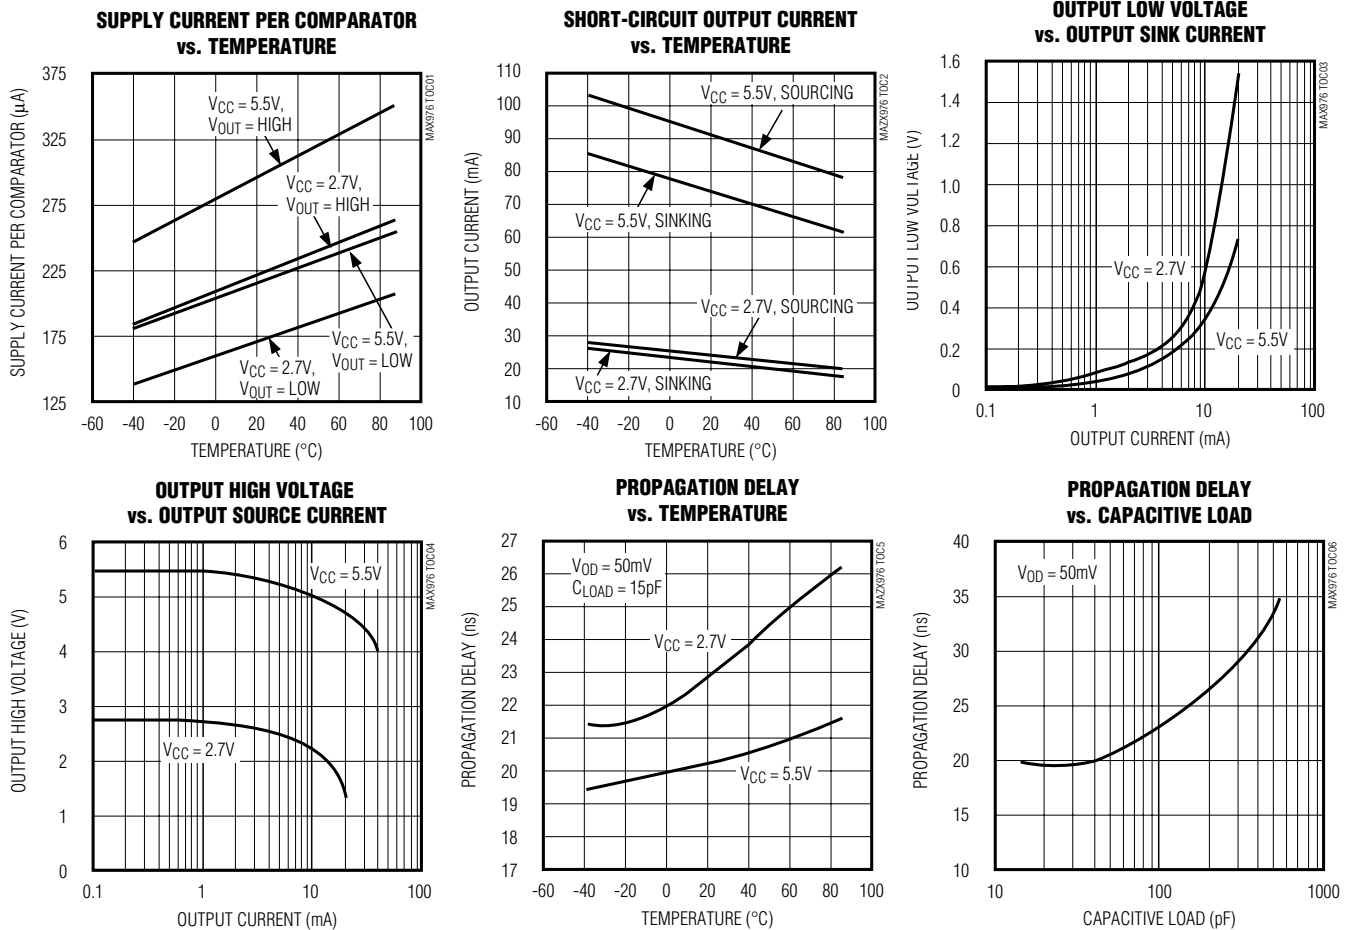 SUPPLY CURRENT PER COMPARATOR
vs. TEMPERATURE
SUPPLY CURRENT PER COMPARATOR (μA)
375
325
275
225
175
125
VCC = 5.5V,
VOUT = HIGH
VCC = 2.7V,
VOUT = HIGH
VCC = 5.5V,
VOUT = LOW
VCC = 2.7V,
VOUT = LOW
MAX976 TOC01
-60 -40 -20 0 20 40 60 80 100
TEMPERATURE (°C)
SHORT-CIRCUIT OUTPUT CURRENT
vs. TEMPERATURE
OUTPUT CURRENT (mA)
110
100
90
80
70
60
50
40
30
20
10
VCC = 5.5V, SOURCING
VCC = 5.5V, SINKING
VCC = 2.7V, SOURCING
VCC = 2.7V, SINKING
MAZX976 TOC2
-60 -40 -20 0 20 40 60 80 100
TEMPERATURE (°C)
OUTPUT LOW VOLTAGE
vs. OUTPUT SINK CURRENT
OUTPUT LOW VOLTAGE (V)
1.6
1.4
1.2
1.0
0.8
0.6
0.4
0.2
0
VCC = 2.7V
VCC = 5.5V
MAX976 TOC03
0.1 1 10 100
OUTPUT CURRENT (mA)
OUTPUT HIGH VOLTAGE
vs. OUTPUT SOURCE CURRENT
OUTPUT HIGH VOLTAGE (V)
6
5
4
3
2
1
0
VCC = 5.5V
VCC = 2.7V
MAX976 TOC04
0.1 1 10 100
OUTPUT CURRENT (mA)
PROPAGATION DELAY
vs. TEMPERATURE
PROPAGATION DELAY (ns)
27
26
25
24
23
22
21
20
19
18
17
VOD = 50mV
CLOAD = 15pF
VCC = 2.7V
VCC = 5.5V
MAZX976 TOC5
-60 -40 -20 0 20 40 60 80 100
TEMPERATURE (°C)
PROPAGATION DELAY
vs. CAPACITIVE LOAD
PROPAGATION DELAY (ns)
40
35
30
25
20
15
10
VOD = 50mV
MAX976 TOC06
10 100 1000
CAPACITIVE LOAD (pF)